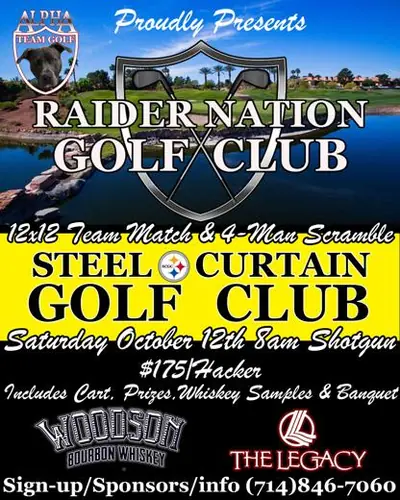 ALPHA
TEAM GOLF
Proudly Presents
RAIDER NATION
GOLF CLUB
12x12 Team Match & 4-Man Scramble
STEEL CURTAIN
GOLF CLUB
Saturday October 12th 8am Shotgun
$175/Hacker
Includes Cart, Prizes,Whiskey Samples & Banquet
WOODSON
BOURBON WHISKEY
THE LEGACY
Sign-up/Sponsors/info (714)846-7060